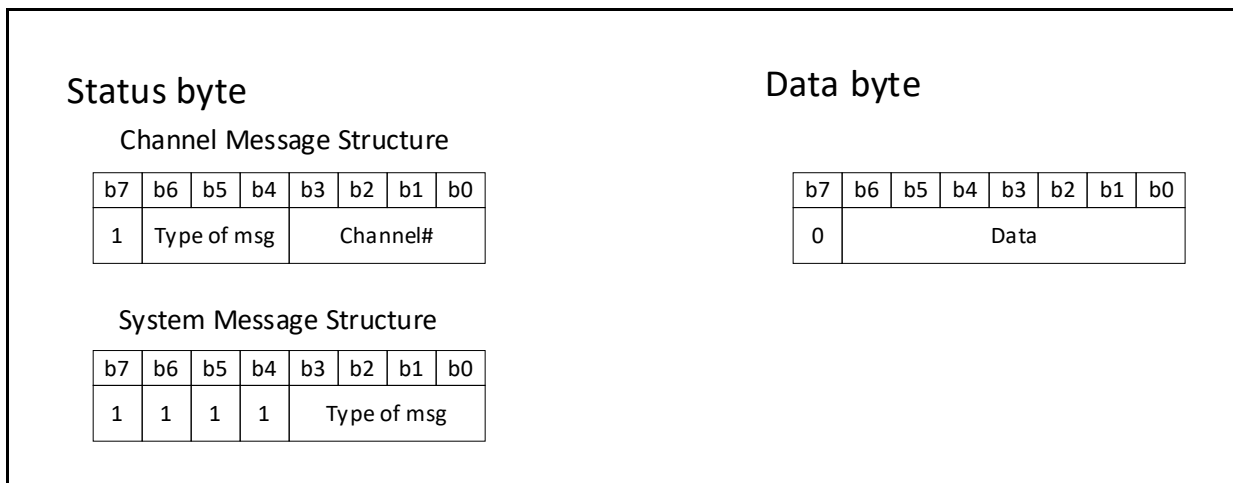 Status byte
Channel Message Structure
b7 b6 b5 b4 b3 b2 b1 b0
1 Type of msg Channel#
System Message Structure
b7 b6 b5 b4 b3 b2 b1 b0
1 1 1 1 Type of msg
Data byte
b7 b6 b5 b4 b3 b2 b1 b0
0 Data